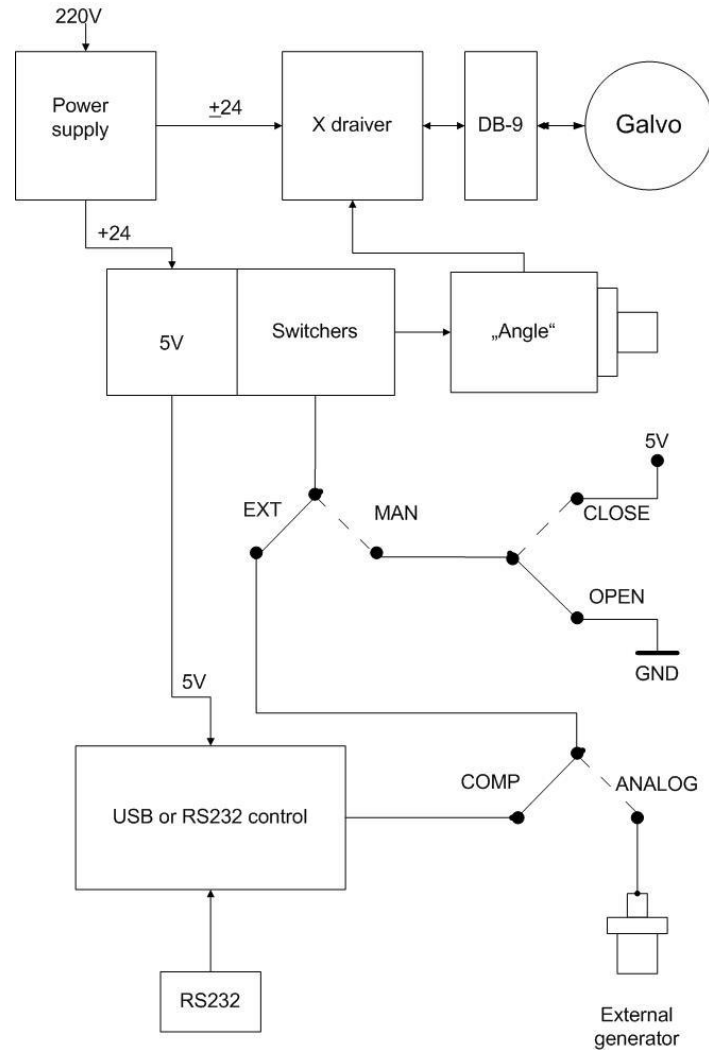 220V
Power
supply
+24
X draiver
DB-9
Galvo
+24
5V
Switchers
„Angle“
5V
EXT
MAN
CLOSE
OPEN
GND
5V
USB or RS232 control
COMP
ANALOG
RS232
External
generator